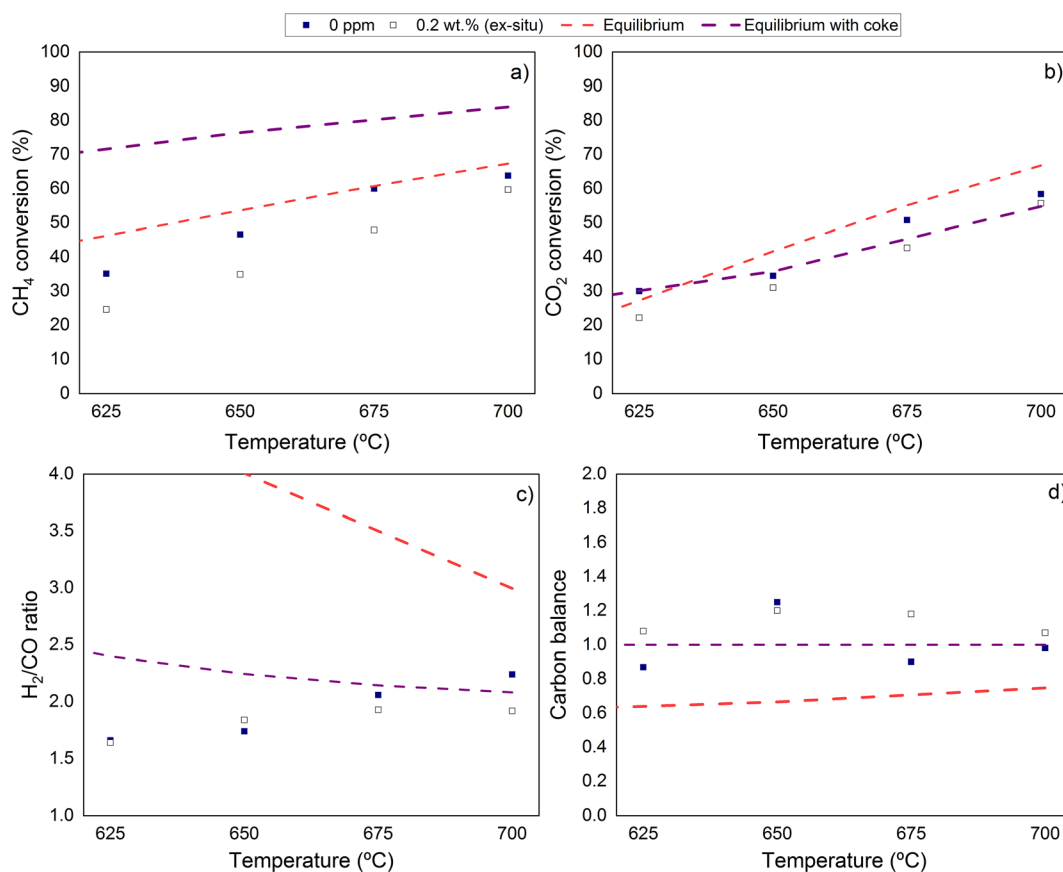 0 ppm 0.2 wt.% (ex-situ) Equilibrium Equilibrium with coke
a)
CH4 conversion (%)
100
90
80
70
60
50
40
30
20
10
0
625 650 675 700
Temperature (ºC)
b)
CO2 conversion (%)
100
90
80
70
60
50
40
30
20
10
0
625 650 675 700
Temperature (ºC)
c)
H2/CO ratio
4.0
3.5
3.0
2.5
2.0
1.5
1.0
625 650 675 700
Temperature (ºC)
d)
Carbon balance
2.0
1.8
1.6
1.4
1.2
1.0
0.8
0.6
0.4
0.2
0.0
625 650 675 700
Temperature (ºC)